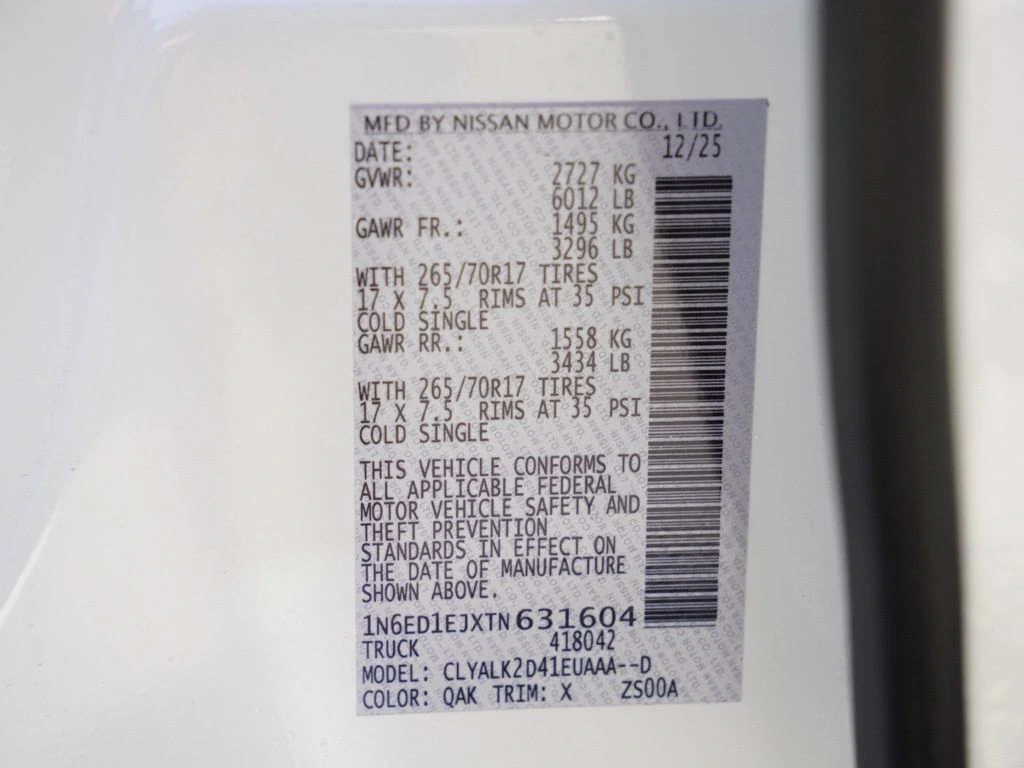 MFD BY NISSAN MOTOR CO., LTD.
DATE: 12/25
GVWR: 2727 KG
6012 LB
GAWR FR.: 1495 KG
3296 LB
WITH 265/70R17 TIRES
17 X 7.5 RIMS AT 35 PSI
COLD SINGLE
GAWR RR.: 1558 KG
3434 LB
WITH 265/70R17 TIRES
17 X 7.5 RIMS AT 35 PSI
COLD SINGLE
THIS VEHICLE CONFORMS TO
ALL APPLICABLE FEDERAL
MOTOR VEHICLE SAFETY AND
THEFT PREVENTION
STANDARDS IN EFFECT ON
THE DATE OF MANUFACTURE
SHOWN ABOVE.
1N6ED1EJXTN631604
TRUCK 418042
MODEL: CLYALK2D41EUAAA--D
COLOR: QAK TRIM: X ZS00A